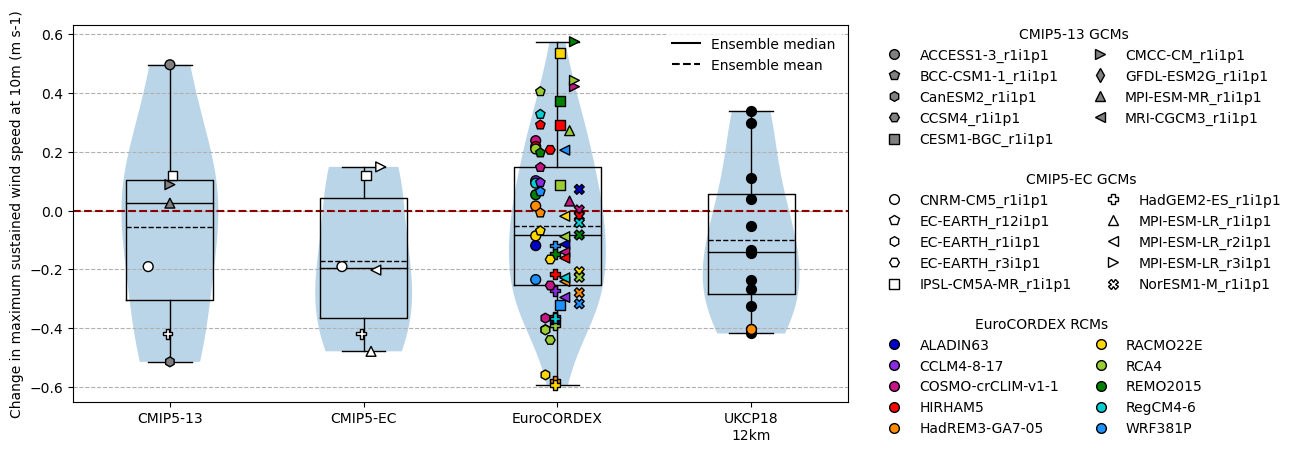 Change in maximum sustained wind speed at 10m (m s-1)
0.6
0.4
0.2
0.0
−0.2
−0.4
−0.6
Ensemble median
Ensemble mean
CMIP5-13
CMIP5-EC
EuroCORDEX
UKCP18
12km
CMIP5-13 GCMs
ACCESS1-3_r1i1p1
BCC-CSM1-1_r1i1p1
CanESM2_r1i1p1
CCSM4_r1i1p1
CESM1-BGC_r1i1p1
CMCC-CM_r1i1p1
GFDL-ESM2G_r1i1p1
MPI-ESM-MR_r1i1p1
MRI-CGCM3_r1i1p1
CMIP5-EC GCMs
CNRM-CM5_r1i1p1
EC-EARTH_r12i1p1
EC-EARTH_r1i1p1
EC-EARTH_r3i1p1
IPSL-CM5A-MR_r1i1p1
HadGEM2-ES_r1i1p1
MPI-ESM-LR_r1i1p1
MPI-ESM-LR_r2i1p1
MPI-ESM-LR_r3i1p1
NorESM1-M_r1i1p1
EuroCORDEX RCMs
ALADIN63
CCLM4-8-17
COSMO-crCLIM-v1-1
HIRHAM5
HadREM3-GA7-05
RACMO22E
RCA4
REMO2015
RegCM4-6
WRF381P